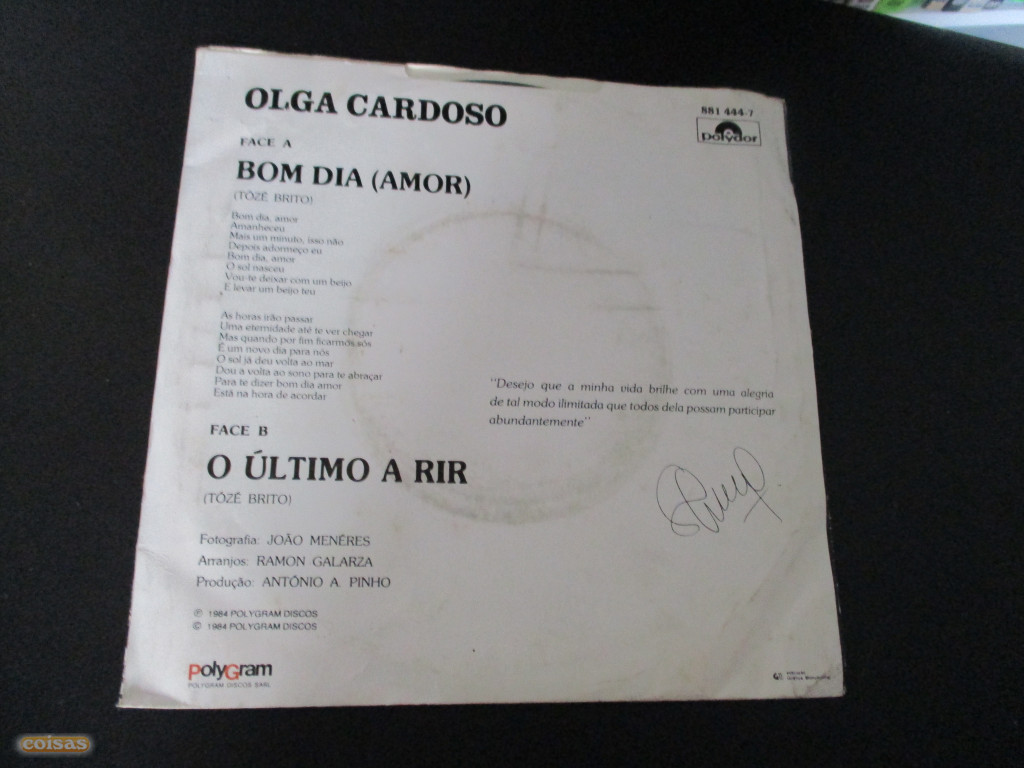 OLGA CARDOSO
881 444-7
polydor
FACE A
BOM DIA (AMOR)
(TÓZÉ BRITO)
Bom dia, amor
Amanheceu
Mais um minuto, isso não
Depois adormeço eu
Bom dia, amor
O sol nasceu
Vou-te deixar com um beijo
E levar um beijo teu
As horas irão passar
Uma eternidade até te ver chegar
Mas quando por fim ficarmos sós
É um novo dia para nós
O sol já deu volta ao mar
Dou a volta ao sono para te abraçar
Para te dizer bom dia amor
Está na hora de acordar
"Desejo que a minha vida brilhe com uma alegria
de tal modo ilimitada que todos dela possam participar
abundantemente"
FACE B
O ÚLTIMO A RIR
(TÓZÉ BRITO)
Fotografia: JOÃO MENÉRES
Arranjos: RAMON GALARZA
Produção: ANTÓNIO A. PINHO
℗ 1984 POLYGRAM DISCOS
© 1984 POLYGRAM DISCOS
PolyGram
POLYGRAM DISCOS SARL
coisas